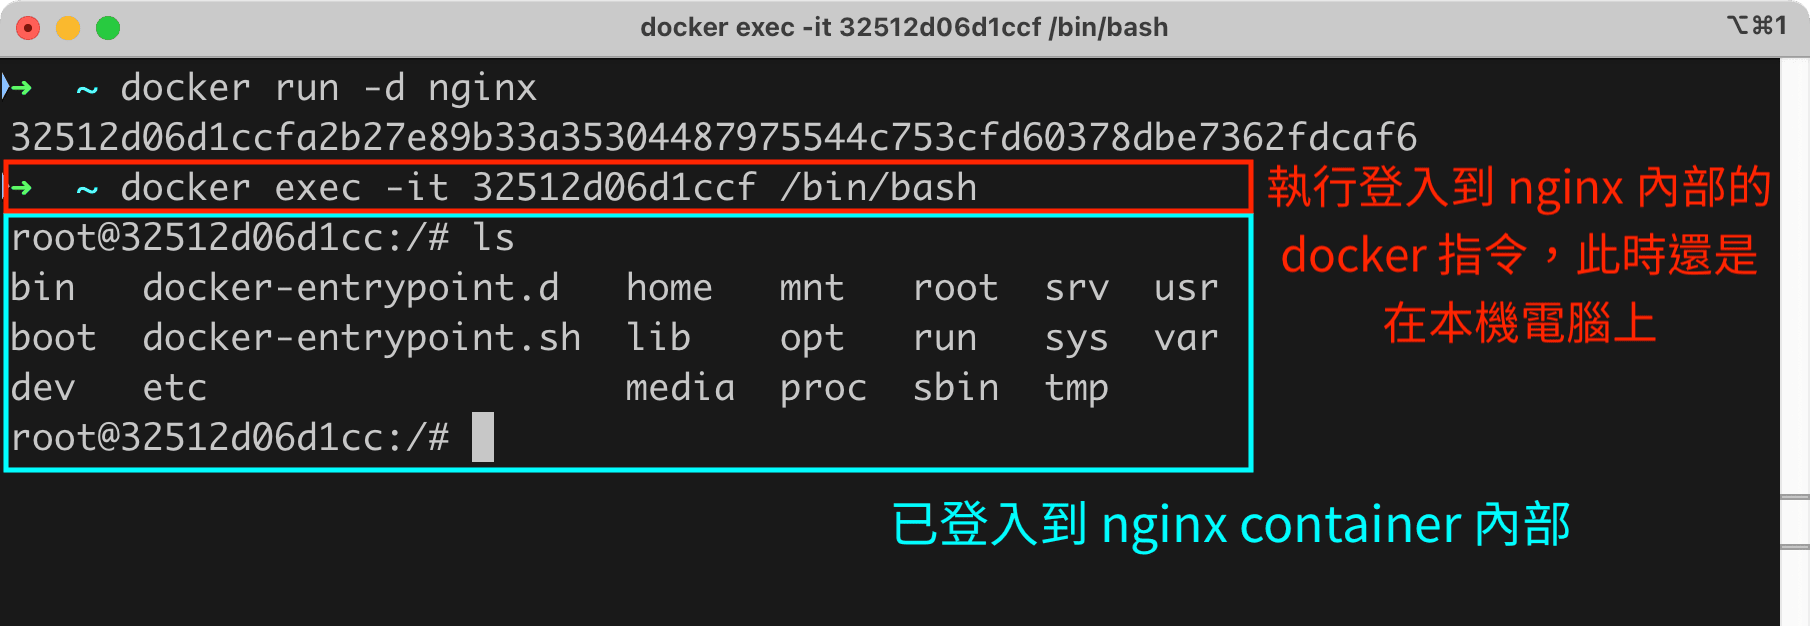 docker exec -it 32512d06d1ccf /bin/bash
⌥⌘1
➜ ~ docker run -d nginx
32512d06d1ccfa2b27e89b33a35304487975544c753cfd60378dbe7362fdcaf6
➜ ~ docker exec -it 32512d06d1ccf /bin/bash
執行登入到 nginx 內部的
docker 指令，此時還是
在本機電腦上
root@32512d06d1cc:/# ls
bin docker-entrypoint.d home mnt root srv usr
boot docker-entrypoint.sh lib opt run sys var
dev etc media proc sbin tmp
root@32512d06d1cc:/#
已登入到 nginx container 內部